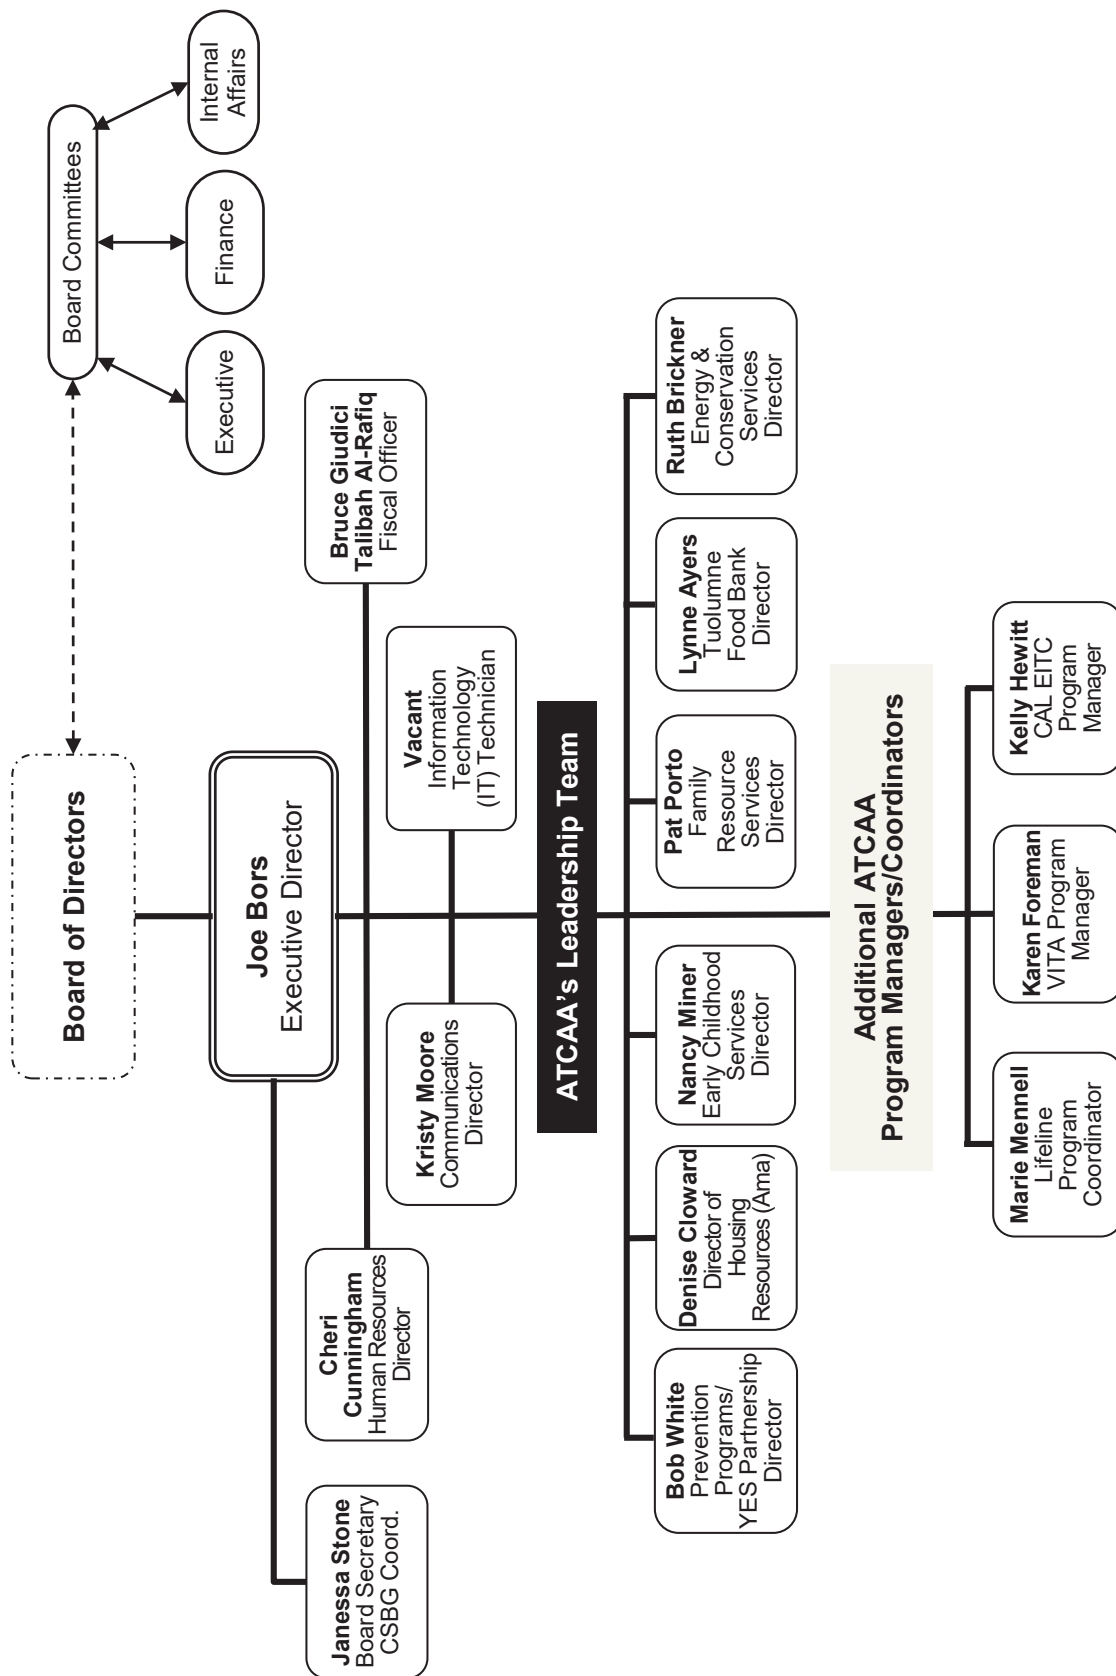 Board of Directors
Board Committees
Executive
Finance
Internal
Affairs
Joe Bors
Executive Director
Janessa Stone
Board Secretary
CSBG Coord.
Cheri
Cunningham
Human Resources
Director
Bruce Giudici
Talibah Al-Rafiq
Fiscal Officer
Kristy Moore
Communications
Director
Vacant
Information
Technology
(IT) Technician
ATCAA's Leadership Team
Bob White
Prevention
Programs/
YES Partnership
Director
Denise Cloward
Director of
Housing
Resources (Ama)
Nancy Miner
Early Childhood
Services
Director
Pat Porto
Family
Resource
Services
Director
Lynne Ayers
Tuolumne
Food Bank
Director
Ruth Brickner
Energy &
Conservation
Services
Director
Additional ATCAA
Program Managers/Coordinators
Marie Mennell
Lifeline
Program
Coordinator
Karen Foreman
VITA Program
Manager
Kelly Hewitt
CAL EITC
Program
Manager